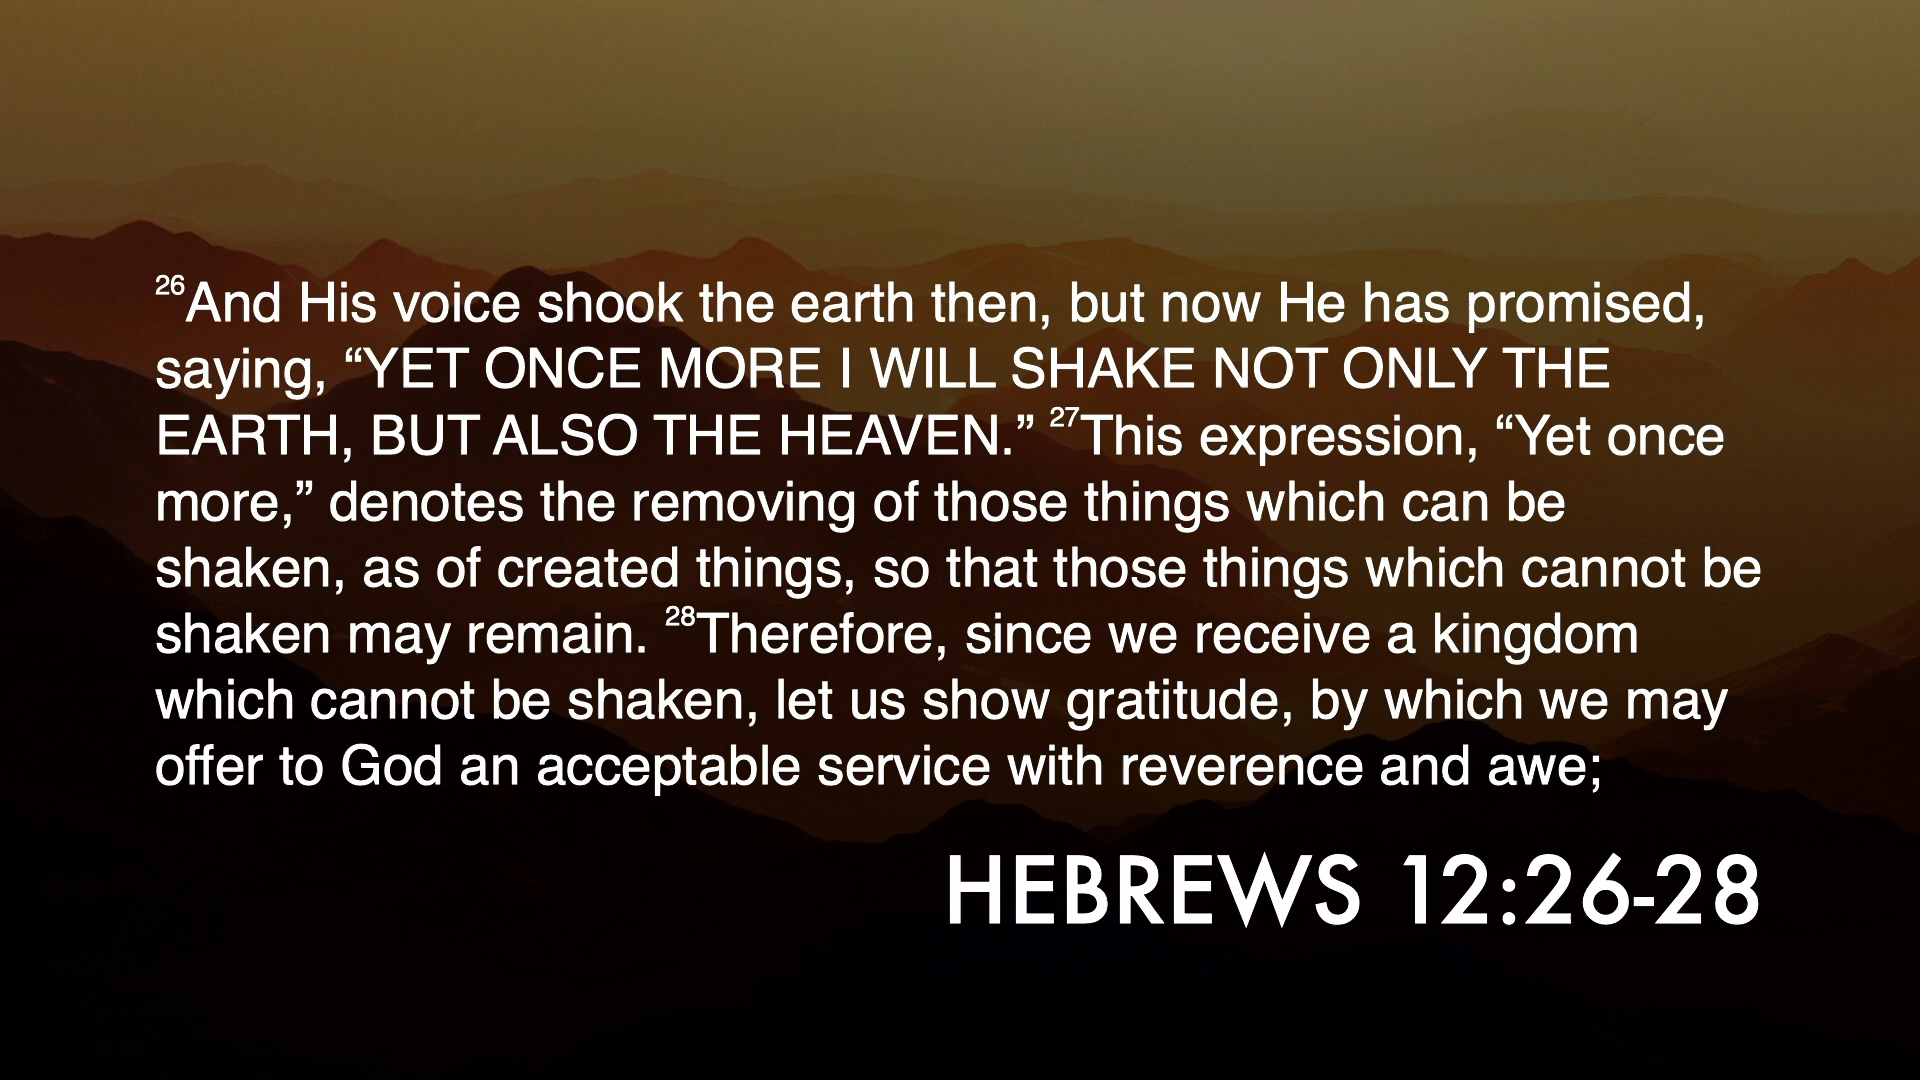 26And His voice shook the earth then, but now He has promised,
saying, “YET ONCE MORE I WILL SHAKE NOT ONLY THE
EARTH, BUT ALSO THE HEAVEN.” 27This expression, “Yet once
more,” denotes the removing of those things which can be
shaken, as of created things, so that those things which cannot be
shaken may remain. 28Therefore, since we receive a kingdom
which cannot be shaken, let us show gratitude, by which we may
offer to God an acceptable service with reverence and awe;
HEBREWS 12:26-28